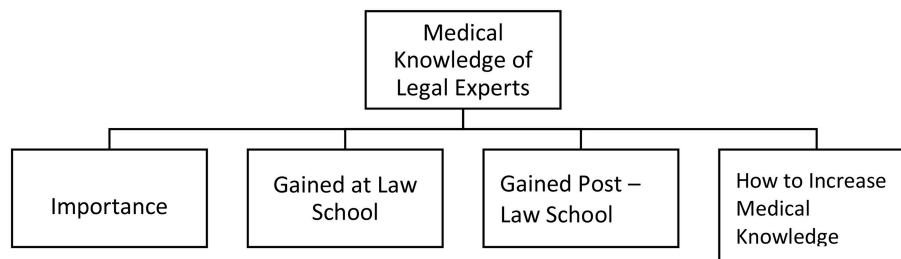 Medical
Knowledge of
Legal Experts
Importance
Gained at Law
School
Gained Post –
Law School
How to Increase
Medical
Knowledge